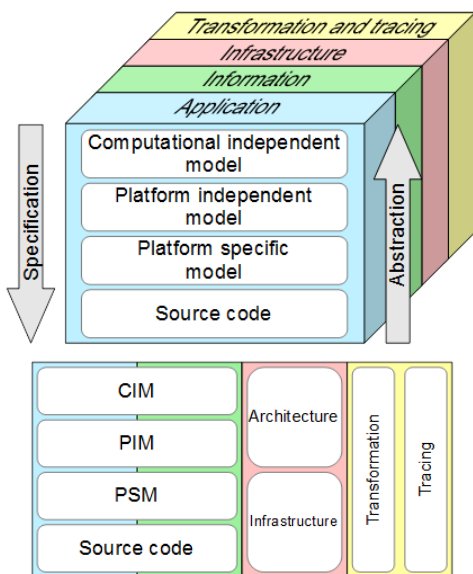 Transformation and tracing
Infrastructure
Information
Application
Computational independent
model
Platform independent
model
Platform specific
model
Source code
Specification
Abstraction
CIM
PIM
PSM
Source code
Architecture
Infrastructure
Transformation
Tracing